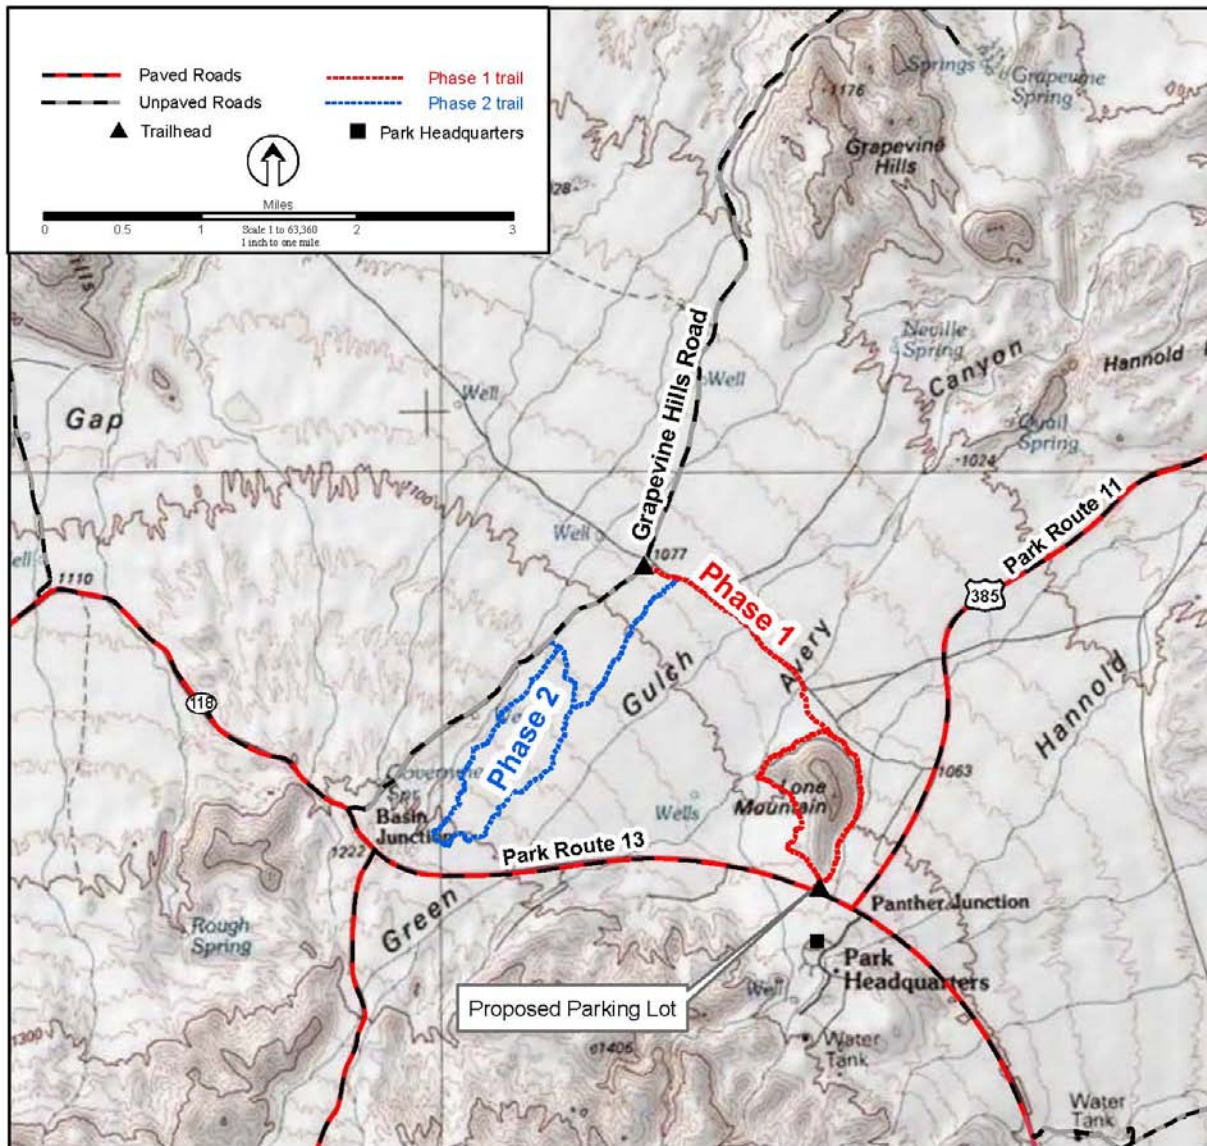 Paved Roads
Phase 1 trail
Unpaved Roads
Phase 2 trail
Trailhead
Park Headquarters
Miles
0 0.5 1 2 3
Scale 1 to 63,360
1 inch to one mile
Springs
Grapevine
Spring
1176
Grapevine
Hills
Neville
Spring
Canyon
Hannold
Quail
Spring
1024
Gap
Well
Well
Grapevine Hills Road
1100
Well
1077
Park Route 11
385
1110
Phase 1
Avery
Gulch
Hannold
118
Phase 2
1063
Lone
Mountain
Wells
Basin
Junction
1222
Park Route 13
Green
Panther Junction
Rough
Spring
Park
Headquarters
Proposed Parking Lot
Well
Water
Tank
1300
1406
Water
Tank